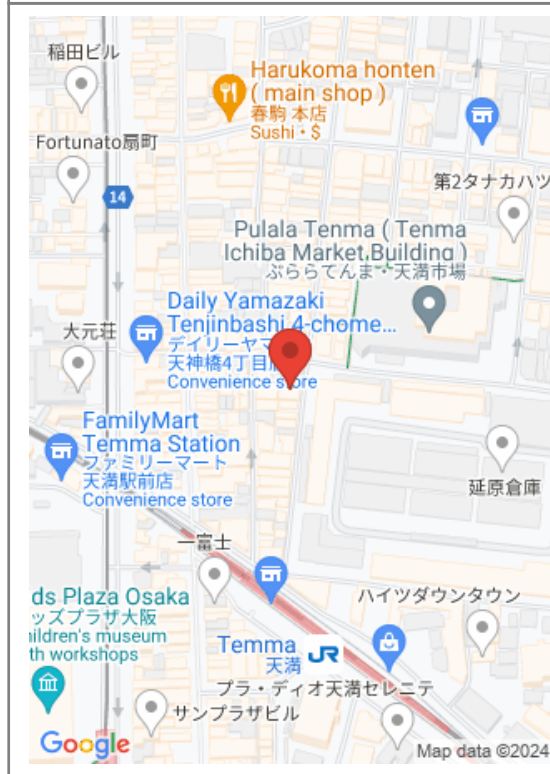 稲田ビル
Harukoma honten
( main shop )
春駒 本店
Sushi・$
Fortunato扇町
14
第2タナカハツ
Pulala Tenma ( Tenma
Ichiba Market Building )
ぷららてんま・天満市場
Daily Yamazaki
Tenjinbashi 4-chome...
デイリーヤマ
天神橋4丁目
Convenience store
大元荘
FamilyMart
Temma Station
ファミリーマート
天満駅前店
Convenience store
延原倉庫
一富士
ds Plaza Osaka
ッズプラザ大阪
hildren's museum
th workshops
ハイツダウンタウン
Temma
天満
JR
プラ・ディオ天満セレニテ
サンプラザビル
Google
Map data ©2024